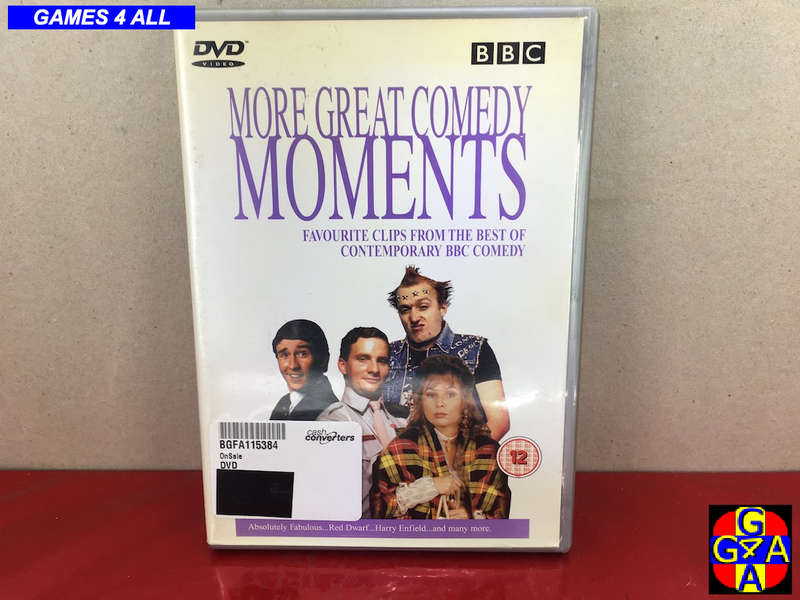 GAMES 4 ALL
DVD
VIDEO
BBC
MORE GREAT COMEDY
MOMENTS
FAVOURITE CLIPS FROM THE BEST OF
CONTEMPORARY BBC COMEDY
BGFA115384
cash
converters
OnSale
DVD
12
Absolutely Fabulous...Red Dwarf...Harry Enfield...and many more.
G
G4A
A